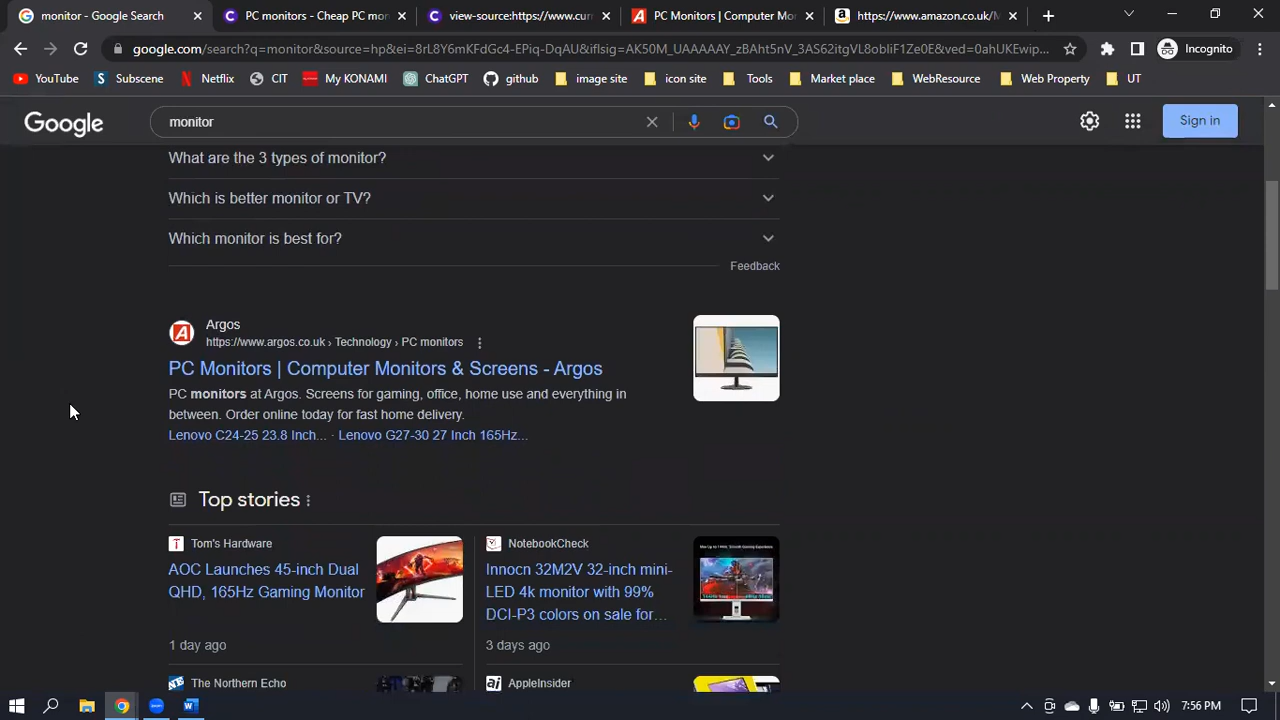 monitor - Google Search
PC monitors - Cheap PC mon
view-source:https://www.curr
PC Monitors | Computer Monit
https://www.amazon.co.uk/M
google.com/search?q=monitor&source=hp&ei=8rL8Y6mKFdGc4-EPiq-DqAU&iflsig=AK50M_UAAAAAY_zBAht5nV_3AS62itgVL8obliF1Ze0E&ved=0ahUKEwip...
Incognito
YouTube
Subscene
Netflix
CIT
My KONAMI
ChatGPT
github
image site
icon site
Tools
Market place
WebResource
Web Property
UT
Google
monitor
Sign in
What are the 3 types of monitor?
Which is better monitor or TV?
Which monitor is best for?
Feedback
Argos
https://www.argos.co.uk › Technology › PC monitors
PC Monitors | Computer Monitors & Screens - Argos
PC monitors at Argos. Screens for gaming, office, home use and everything in
between. Order online today for fast home delivery.
Lenovo C24-25 23.8 Inch... · Lenovo G27-30 27 Inch 165Hz...
Top stories
Tom's Hardware
AOC Launches 45-inch Dual
QHD, 165Hz Gaming Monitor
1 day ago
NotebookCheck
Innocn 32M2V 32-inch mini-
LED 4k monitor with 99%
DCI-P3 colors on sale for...
3 days ago
The Northern Echo
AppleInsider
7:56 PM